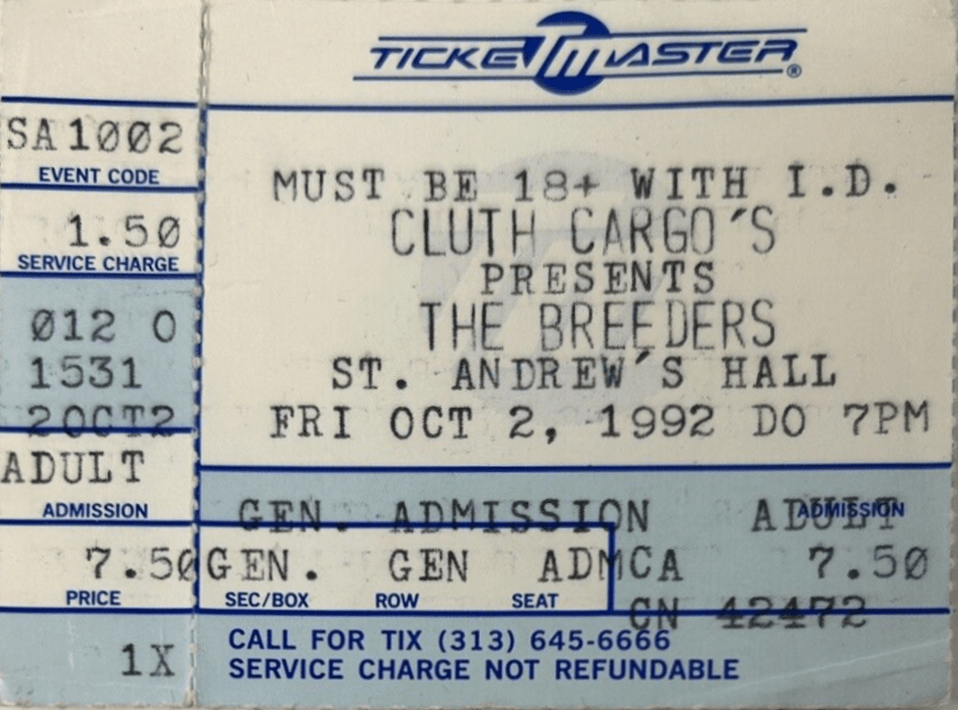 TICKETMASTER®
SA1002
EVENT CODE
1.50
SERVICE CHARGE
012 O
1531
2OCT2
ADULT
ADMISSION
7.50
PRICE
1X
MUST BE 18+ WITH I.D.
CLUTH CARGO'S
PRESENTS
THE BREEDERS
ST. ANDREW'S HALL
FRI OCT 2, 1992 DO 7PM
GEN. ADMISSION ADULT
ADMISSION
GEN. GEN ADMCA 7.50
SEC/BOX ROW SEAT
CN 42472
CALL FOR TIX (313) 645-6666
SERVICE CHARGE NOT REFUNDABLE